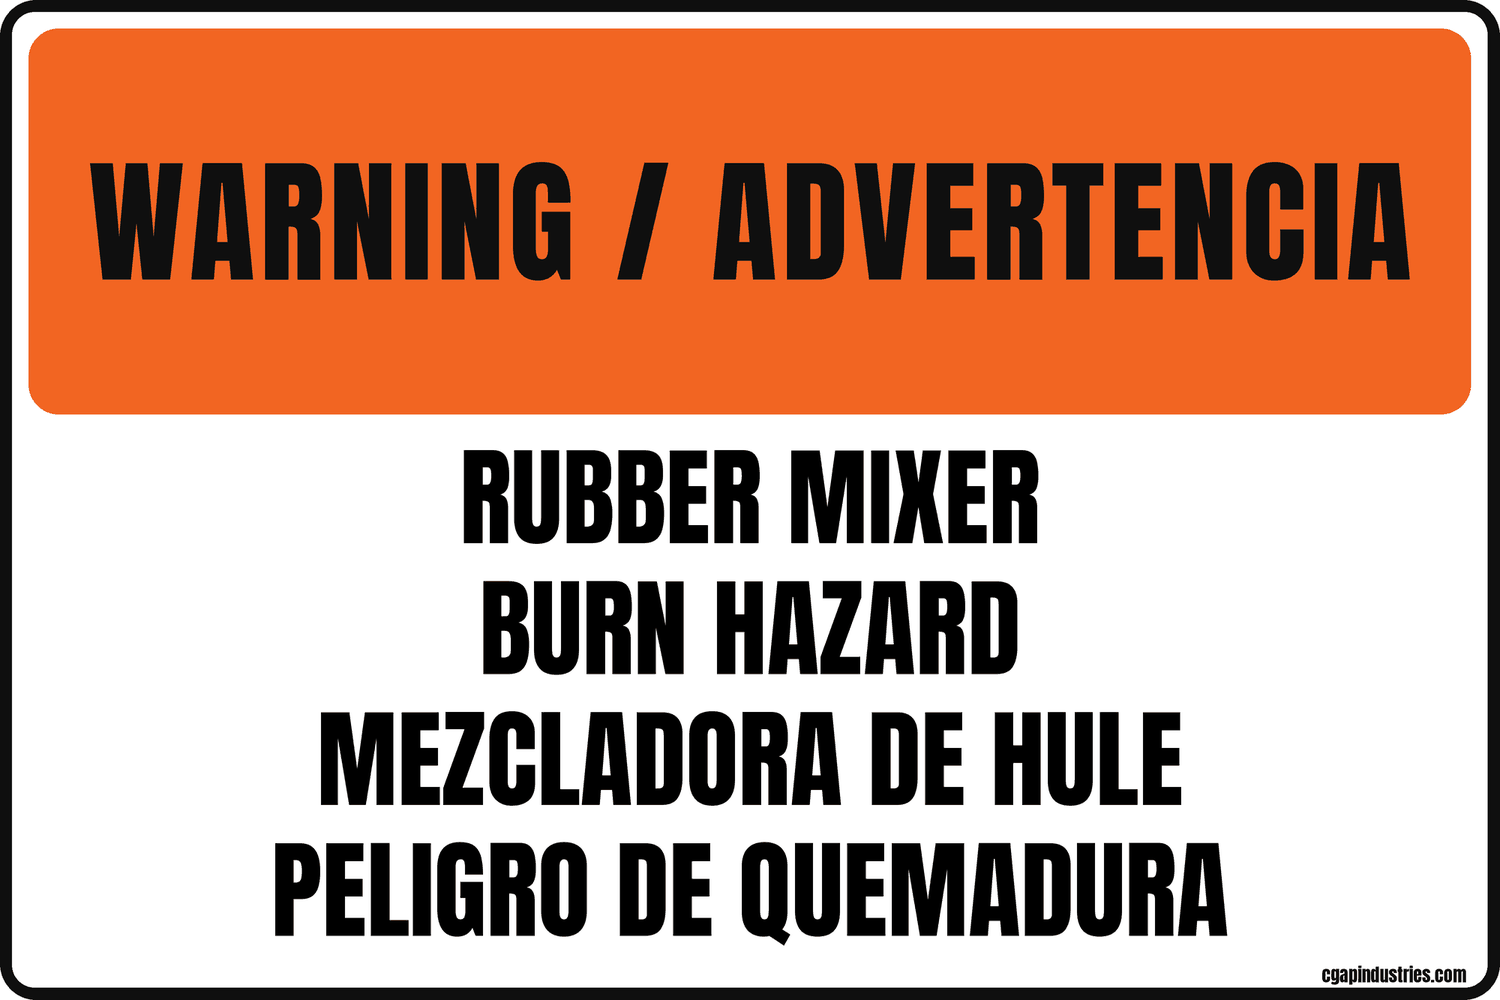 WARNING / ADVERTENCIA
RUBBER MIXER
BURN HAZARD
MEZCLADORA DE HULE
PELIGRO DE QUEMADURA
cgapindustries.com